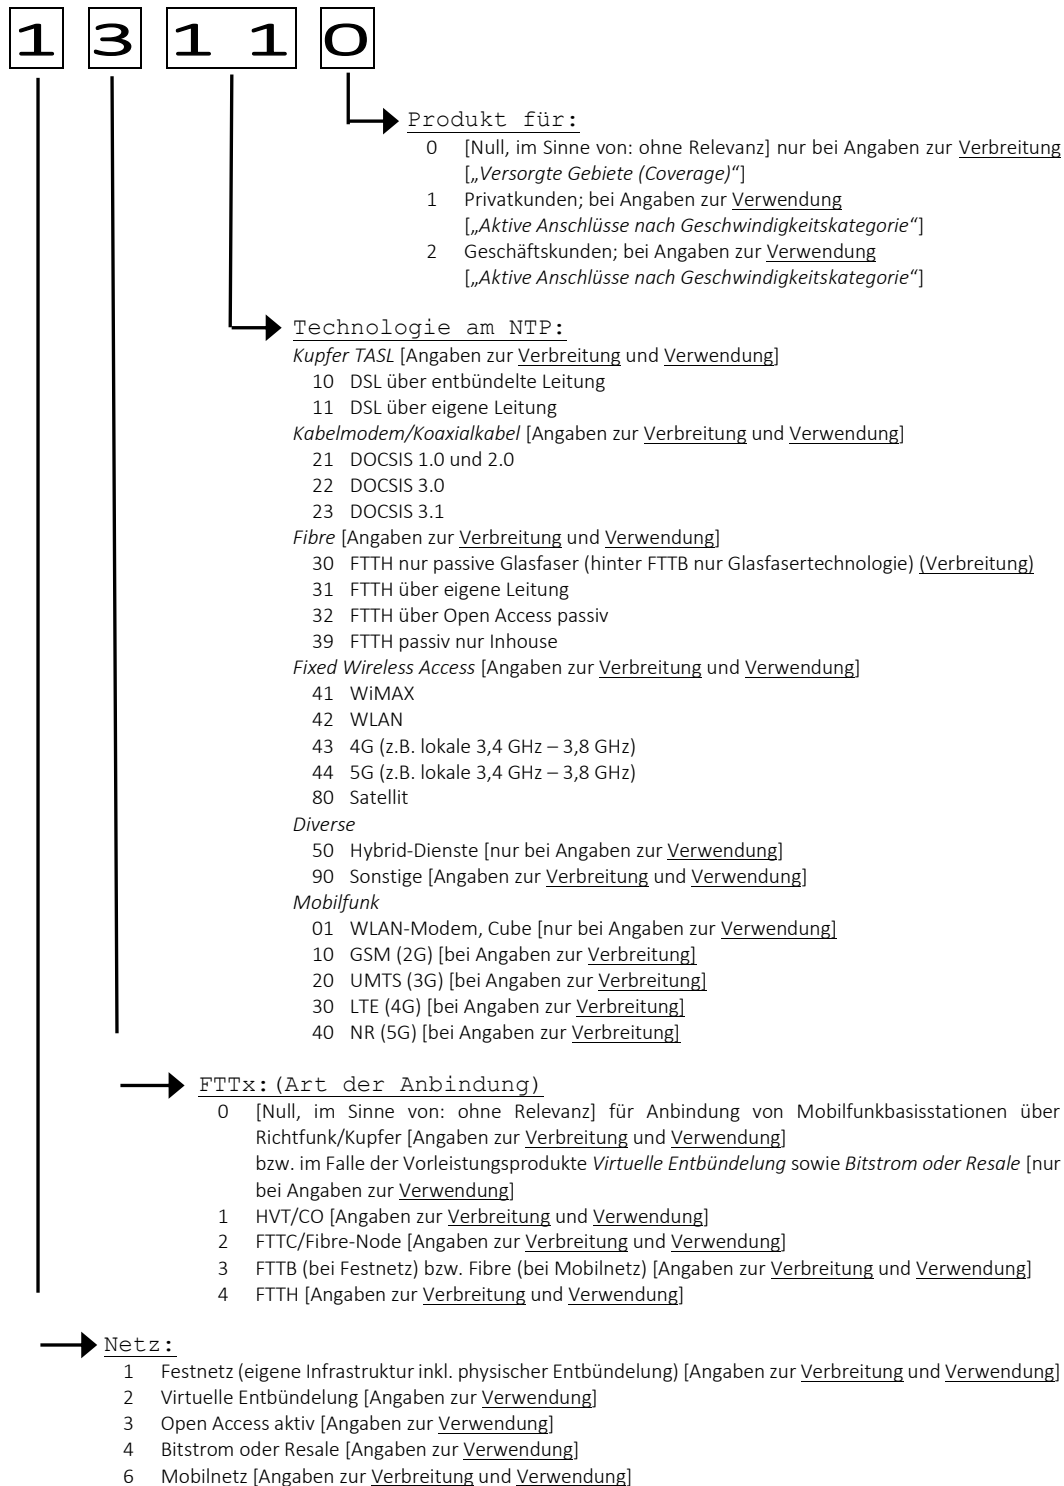 1 3 1 1 0
Produkt für:
0 [Null, im Sinne von: ohne Relevanz] nur bei Angaben zur Verbreitung
[„Versorgte Gebiete (Coverage)“]
1 Privatkunden; bei Angaben zur Verwendung
[„Aktive Anschlüsse nach Geschwindigkeitskategorie“]
2 Geschäftskunden; bei Angaben zur Verwendung
[„Aktive Anschlüsse nach Geschwindigkeitskategorie“]
Technologie am NTP:
Kupfer TASL [Angaben zur Verbreitung und Verwendung]
10 DSL über entbündelte Leitung
11 DSL über eigene Leitung
Kabelmodem/Koaxialkabel [Angaben zur Verbreitung und Verwendung]
21 DOCSIS 1.0 und 2.0
22 DOCSIS 3.0
23 DOCSIS 3.1
Fibre [Angaben zur Verbreitung und Verwendung]
30 FTTH nur passive Glasfaser (hinter FTTB nur Glasfasertechnologie) (Verbreitung)
31 FTTH über eigene Leitung
32 FTTH über Open Access passiv
39 FTTH passiv nur Inhouse
Fixed Wireless Access [Angaben zur Verbreitung und Verwendung]
41 WiMAX
42 WLAN
43 4G (z.B. lokale 3,4 GHz – 3,8 GHz)
44 5G (z.B. lokale 3,4 GHz – 3,8 GHz)
80 Satellit
Diverse
50 Hybrid-Dienste [nur bei Angaben zur Verwendung]
90 Sonstige [Angaben zur Verbreitung und Verwendung]
Mobilfunk
01 WLAN-Modem, Cube [nur bei Angaben zur Verwendung]
10 GSM (2G) [bei Angaben zur Verbreitung]
20 UMTS (3G) [bei Angaben zur Verbreitung]
30 LTE (4G) [bei Angaben zur Verbreitung]
40 NR (5G) [bei Angaben zur Verbreitung]
FTTx:(Art der Anbindung)
0 [Null, im Sinne von: ohne Relevanz] für Anbindung von Mobilfunkbasisstationen über
Richtfunk/Kupfer [Angaben zur Verbreitung und Verwendung]
bzw. im Falle der Vorleistungsprodukte Virtuelle Entbündelung sowie Bitstrom oder Resale [nur
bei Angaben zur Verwendung]
1 HVT/CO [Angaben zur Verbreitung und Verwendung]
2 FTTC/Fibre-Node [Angaben zur Verbreitung und Verwendung]
3 FTTB (bei Festnetz) bzw. Fibre (bei Mobilnetz) [Angaben zur Verbreitung und Verwendung]
4 FTTH [Angaben zur Verbreitung und Verwendung]
Netz:
1 Festnetz (eigene Infrastruktur inkl. physischer Entbündelung) [Angaben zur Verbreitung und Verwendung]
2 Virtuelle Entbündelung [Angaben zur Verwendung]
3 Open Access aktiv [Angaben zur Verwendung]
4 Bitstrom oder Resale [Angaben zur Verwendung]
6 Mobilnetz [Angaben zur Verbreitung und Verwendung]